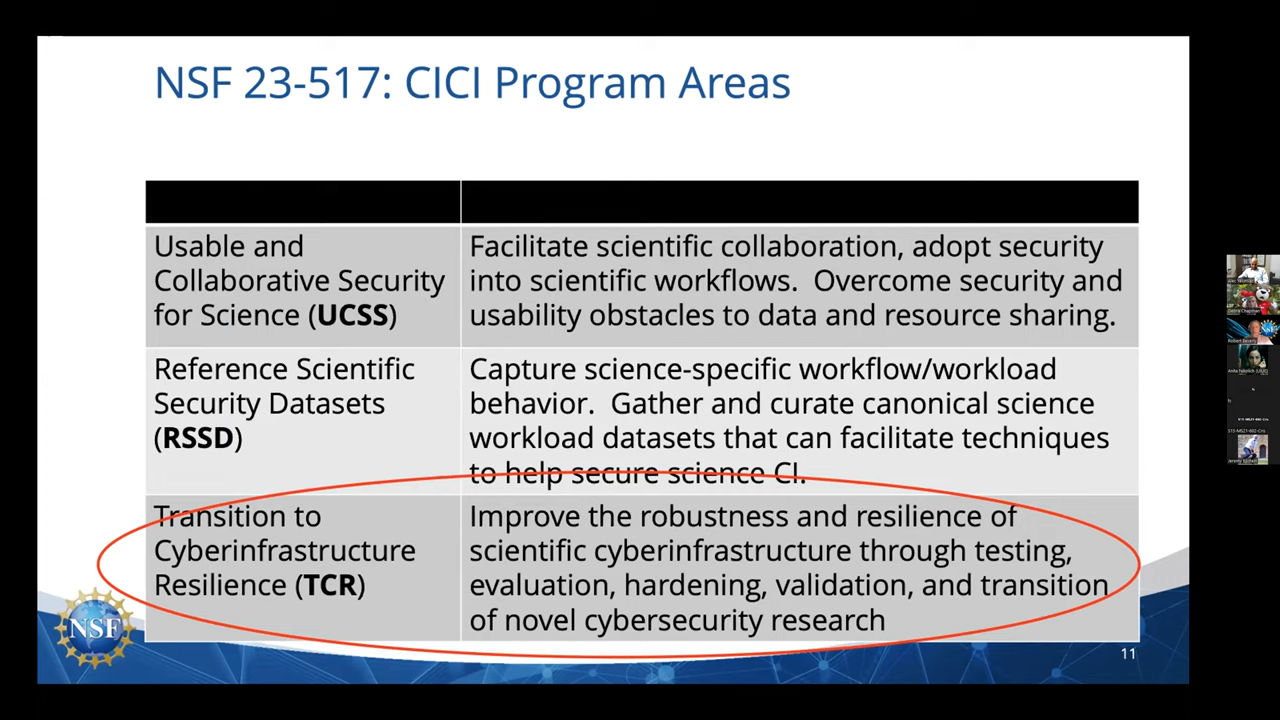 NSF 23-517: CICI Program Areas
Usable and
Collaborative Security
for Science (UCSS)
Facilitate scientific collaboration, adopt security
into scientific workflows. Overcome security and
usability obstacles to data and resource sharing.
Reference Scientific
Security Datasets
(RSSD)
Capture science-specific workflow/workload
behavior. Gather and curate canonical science
workload datasets that can facilitate techniques
to help secure science CI.
Transition to
Cyberinfrastructure
Resilience (TCR)
Improve the robustness and resilience of
scientific cyberinfrastructure through testing,
evaluation, hardening, validation, and transition
of novel cybersecurity research
NSF
11